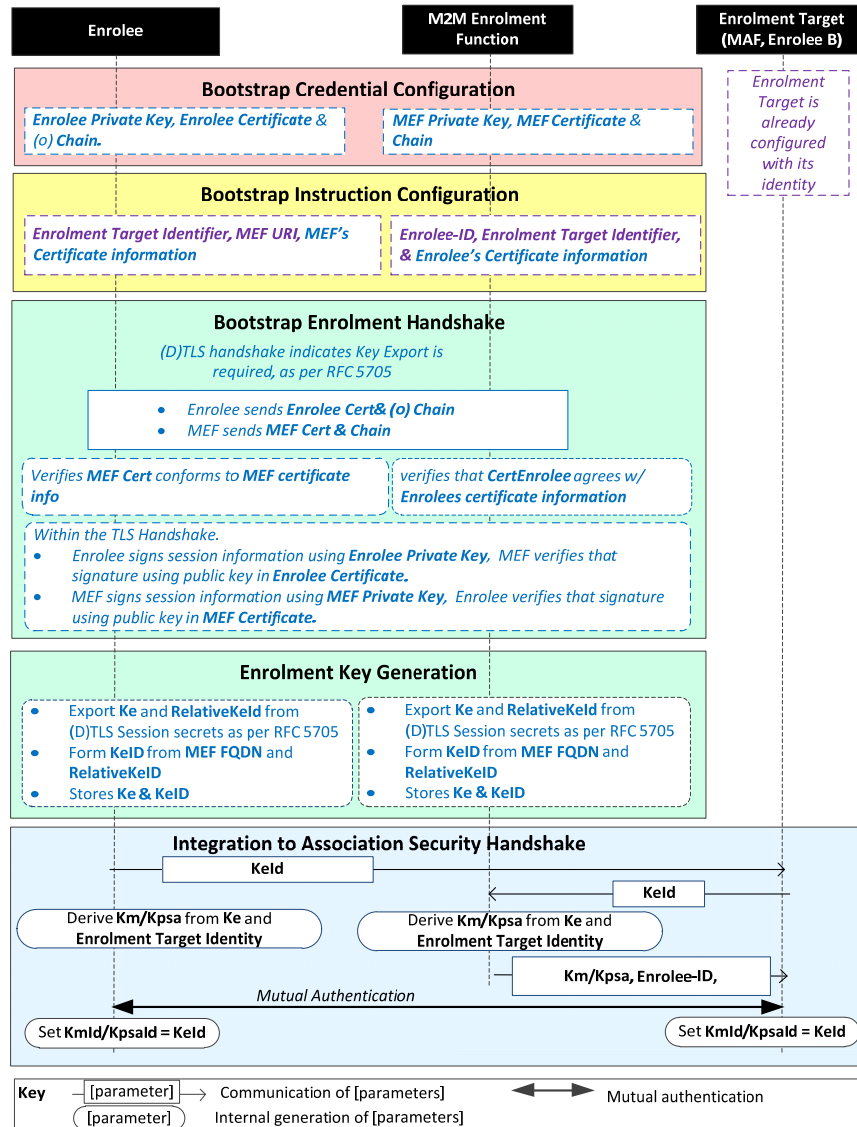 Enrolee
M2M Enrolment
Function
Enrolment Target
(MAF, Enrolee B)
Bootstrap Credential Configuration
Enrolee Private Key, Enrolee Certificate &
(o) Chain.
MEF Private Key, MEF Certificate &
Chain
Enrolment
Target is
already
configured
with its
identity
Bootstrap Instruction Configuration
Enrolment Target Identifier, MEF URI, MEF’s
Certificate information
Enrolee-ID, Enrolment Target Identifier,
& Enrolee’s Certificate information
Bootstrap Enrolment Handshake
(D)TLS handshake indicates Key Export is
required, as per RFC 5705
• Enrolee sends Enrolee Cert& (o) Chain
• MEF sends MEF Cert & Chain
Verifies MEF Cert conforms to MEF certificate
info
verifies that CertEnrolee agrees w/
Enrolees certificate information
Within the TLS Handshake.
• Enrolee signs session information using Enrolee Private Key, MEF verifies that
signature using public key in Enrolee Certificate.
• MEF signs session information using MEF Private Key, Enrolee verifies that signature
using public key in MEF Certificate.
Enrolment Key Generation
• Export Ke and RelativeKeId from
(D)TLS Session secrets as per RFC 5705
• Form KeID from MEF FQDN and
RelativeKeID
• Stores Ke & KeID
• Export Ke and RelativeKeId from
(D)TLS Session secrets as per RFC 5705
• Form KeID from MEF FQDN and
RelativeKeID
• Stores Ke & KeID
Integration to Association Security Handshake
KeId
KeId
Derive Km/Kpsa from Ke and
Enrolment Target Identity
Derive Km/Kpsa from Ke and
Enrolment Target Identity
Km/Kpsa, Enrolee-ID,
Mutual Authentication
Set KmId/KpsaId = KeId
Set KmId/KpsaId = KeId
Key
[parameter]
Communication of [parameters]
Mutual authentication
[parameter]
Internal generation of [parameters]